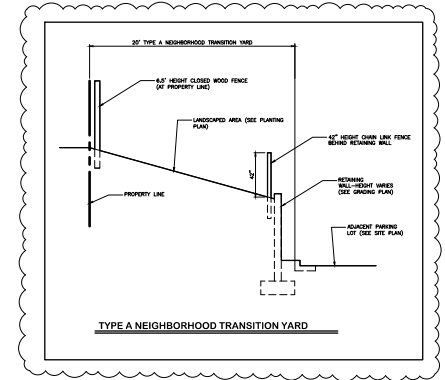 20' TYPE A NEIGHBORHOOD TRANSITION YARD
6.5' HEIGHT CLOSED WOOD FENCE
(AT PROPERTY LINE)
LANDSCAPED AREA (SEE PLANTING
PLAN)
42" HEIGHT CHAIN LINK FENCE
BEHIND RETAINING WALL
42"
RETAINING
WALL-HEIGHT VARIES
(SEE GRADING PLAN)
PROPERTY LINE
ADJACENT PARKING
LOT (SEE SITE PLAN)
TYPE A NEIGHBORHOOD TRANSITION YARD